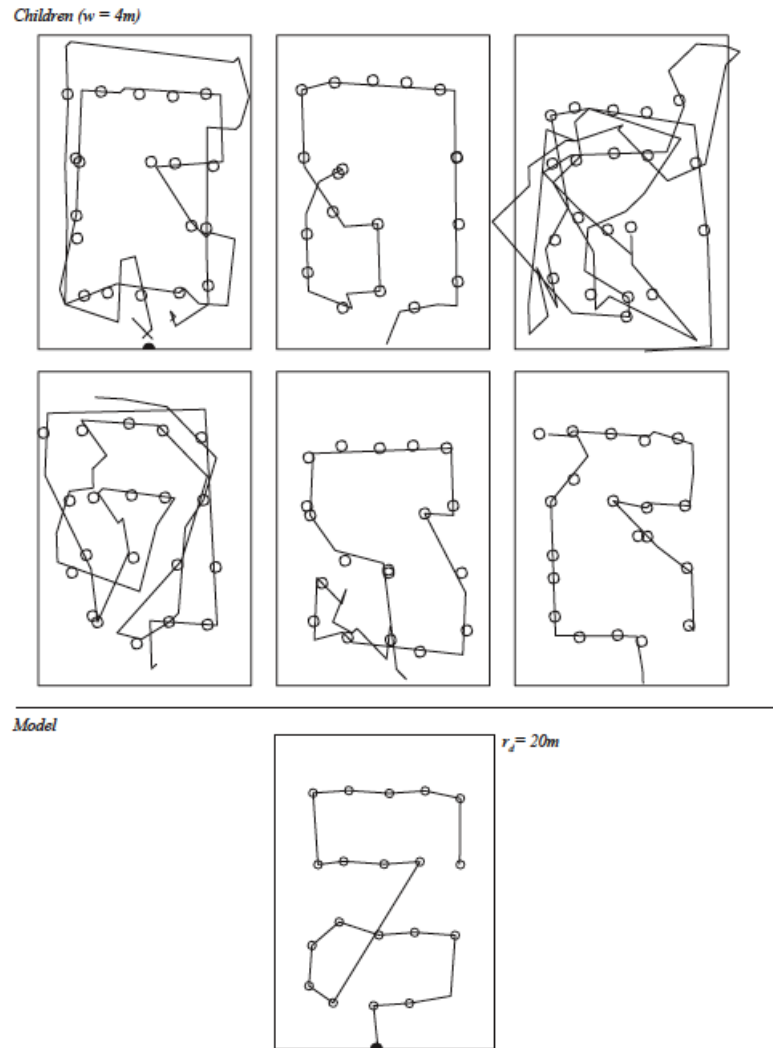 Children (w = 4m)
Model
r_d = 20m